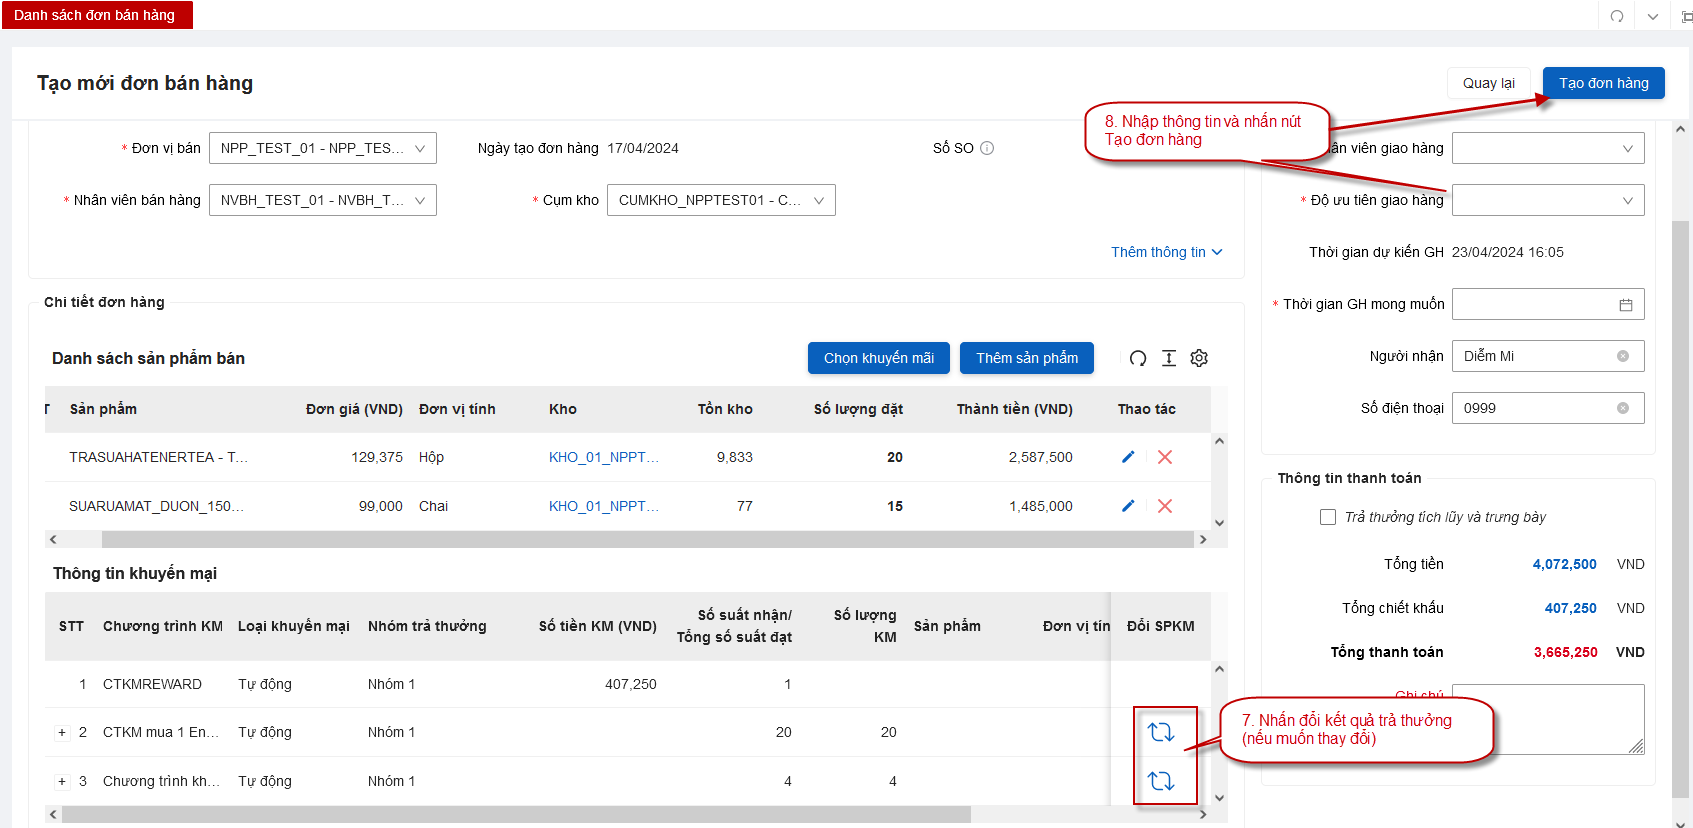 Danh sách đơn bán hàng
Tạo mới đơn bán hàng
Quay lại
Tạo đơn hàng
8. Nhập thông tin và nhấn nút
Tạo đơn hàng
* Đơn vị bán
NPP_TEST_01 - NPP_TES...
Ngày tạo đơn hàng 17/04/2024
Số SO
viên giao hàng
* Nhân viên bán hàng
NVBH_TEST_01 - NVBH_T...
* Cụm kho
CUMKHO_NPPTEST01 - C...
* Độ ưu tiên giao hàng
Thêm thông tin
Thời gian dự kiến GH 23/04/2024 16:05
* Thời gian GH mong muốn
Người nhận
Diễm Mi
Số điện thoại
0999
Chi tiết đơn hàng
Danh sách sản phẩm bán
Chọn khuyến mãi
Thêm sản phẩm
T Sản phẩm Đơn giá (VND) Đơn vị tính Kho Tồn kho Số lượng đặt Thành tiền (VND) Thao tác
TRASUAHATENERTEA - T... 129,375 Hộp KHO_01_NPPT... 9,833 20 2,587,500
SUARUAMAT_DUON_150... 99,000 Chai KHO_01_NPPT... 77 15 1,485,000
Thông tin thanh toán
Trả thưởng tích lũy và trưng bày
Tổng tiền 4,072,500 VND
Tổng chiết khấu 407,250 VND
Tổng thanh toán 3,665,250 VND
Ghi chú
Thông tin khuyến mại
STT Chương trình KM Loại khuyến mại Nhóm trả thưởng Số tiền KM (VND) Số suất nhận/ Tổng số suất đạt Số lượng KM Sản phẩm Đơn vị tín Đổi SPKM
1 CTKMREWARD Tự động Nhóm 1 407,250 1
+ 2 CTKM mua 1 En... Tự động Nhóm 1 20 20
+ 3 Chương trình kh... Tự động Nhóm 1 4 4
7. Nhấn đổi kết quả trả thưởng
(nếu muốn thay đổi)